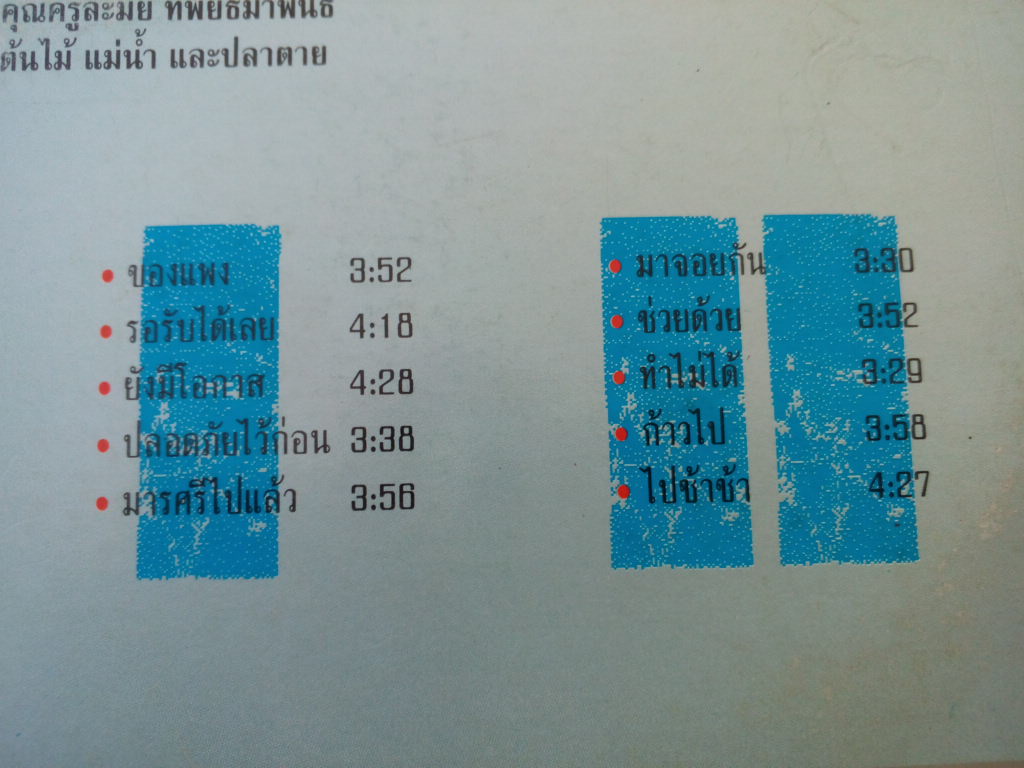 คุณครูละมัย ทิพย์ธมาพันธ์
ต้นไม้ แม่น้ำ และปลาตาย
• ของแพง 3:52
• รอรับได้เลย 4:18
• ยังมีโอกาส 4:28
• ปลอดภัยไว้ก่อน 3:38
• มารศรีไปแล้ว 3:56
• มาจอยกัน 3:30
• ช่วยด้วย 3:52
• ทำไม่ได้ 3:29
• ก้าวไป 3:58
• ไปช้าช้า 4:27